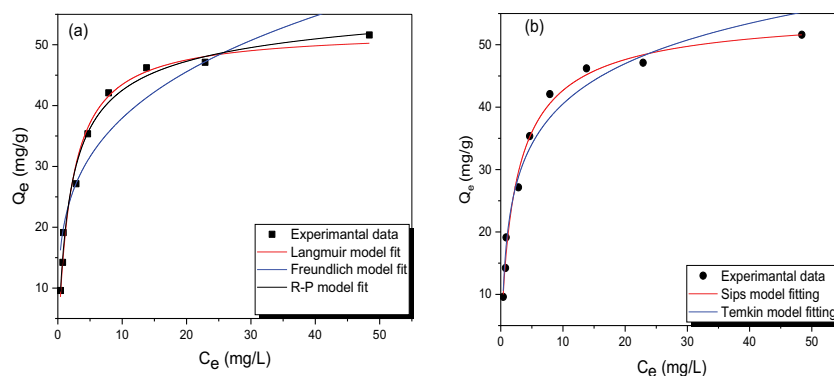 (a)
50
40
30
20
10
0
10
20
30
40
50
Qe (mg/g)
Ce (mg/L)
Experimantal data
Langmuir model fit
Freundlich model fit
R-P model fit
(b)
50
40
30
20
10
0
10
20
30
40
50
Qe (mg/g)
Ce (mg/L)
Experimantal data
Sips model fitting
Temkin model fitting